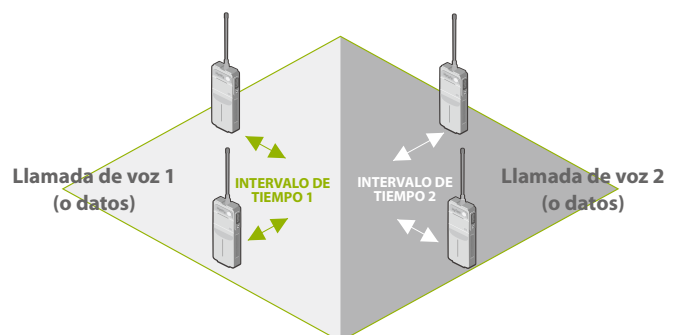 Llamada de voz 1
(o datos)
INTERVALO DE
TIEMPO 1
INTERVALO DE
TIEMPO 2
Llamada de voz 2
(o datos)